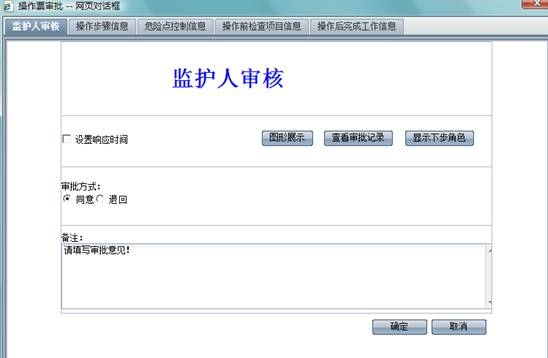 操作票审批 -- 网页对话框
监护人审核 操作步骤信息 危险点控制信息 操作前检查项目信息 操作后完成工作信息
监护人审核
设置响应时间 图形展示 查看审批记录 显示下步角色
审批方式：
同意 退回
备注：
请填写审批意见！
确定 取消